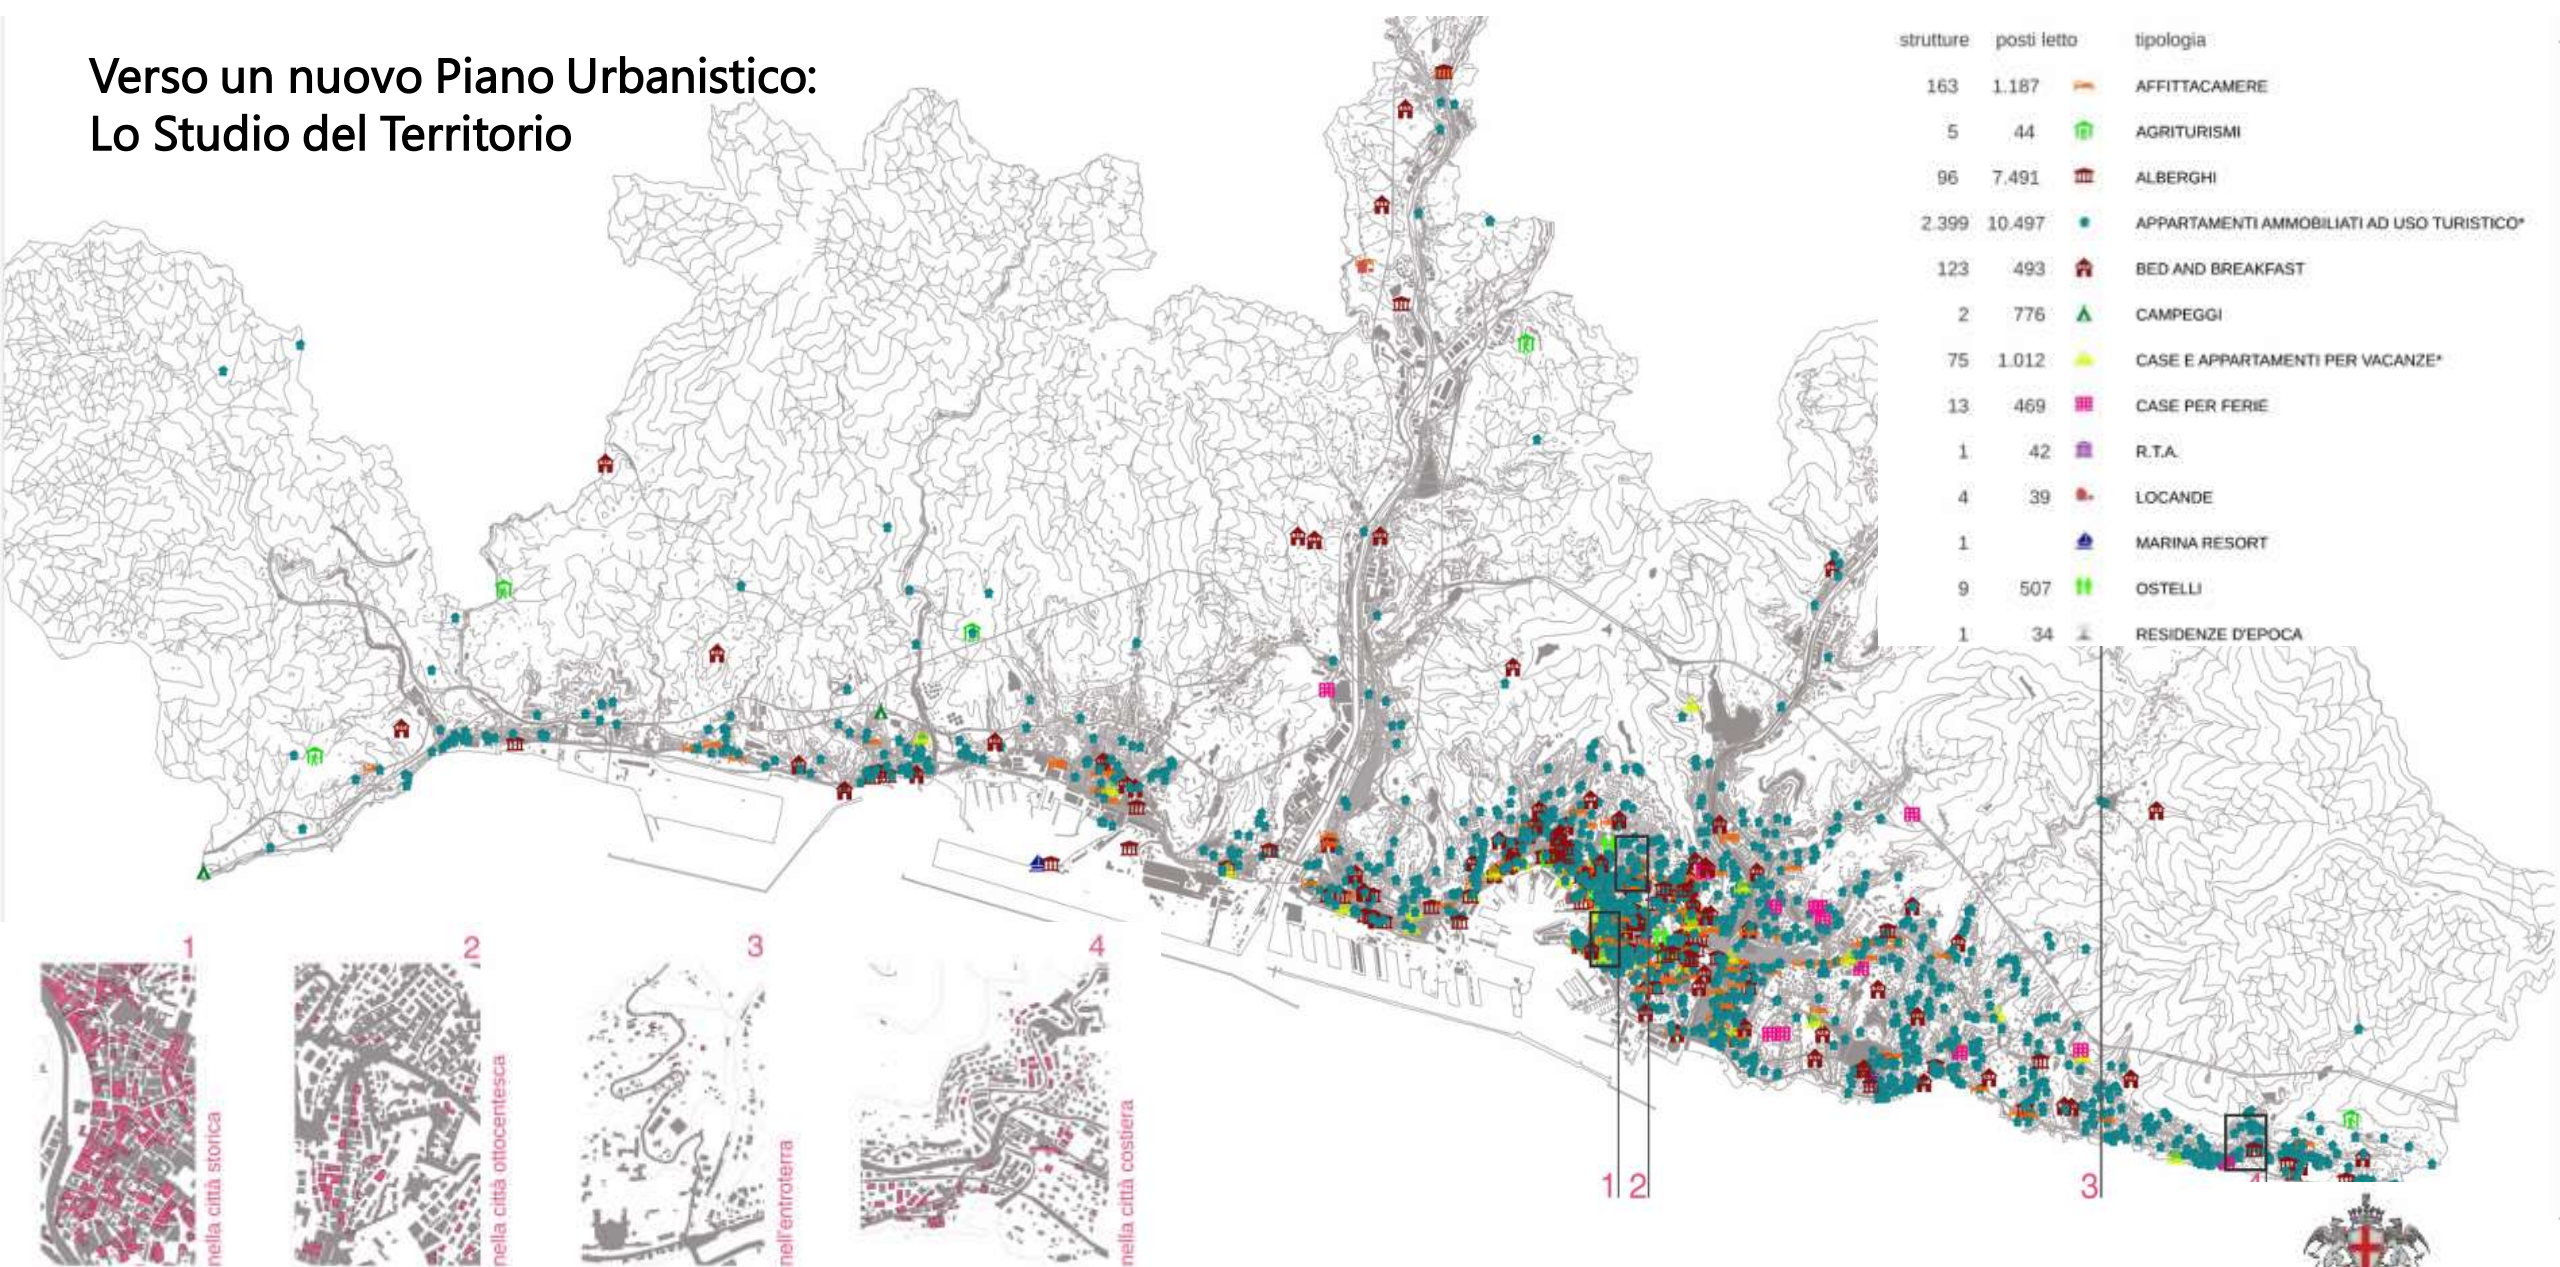 Verso un nuovo Piano Urbanistico:
Lo Studio del Territorio
strutture posti letto tipologia
163 1.187 AFFITTACAMERE
5 44 AGRITURISMI
96 7.491 ALBERGHI
2.399 10.497 APPARTAMENTI AMMOBILIATI AD USO TURISTICO*
123 493 BED AND BREAKFAST
2 776 CAMPEGGI
75 1.012 CASE E APPARTAMENTI PER VACANZE*
13 469 CASE PER FERIE
1 42 R.T.A.
4 39 LOCANDE
1 MARINA RESORT
9 507 OSTELLI
1 34 RESIDENZE D'EPOCA
1
nella città storica
2
nella città ottocentesca
3
nell'entroterra
4
nella città costiera
1 2 3